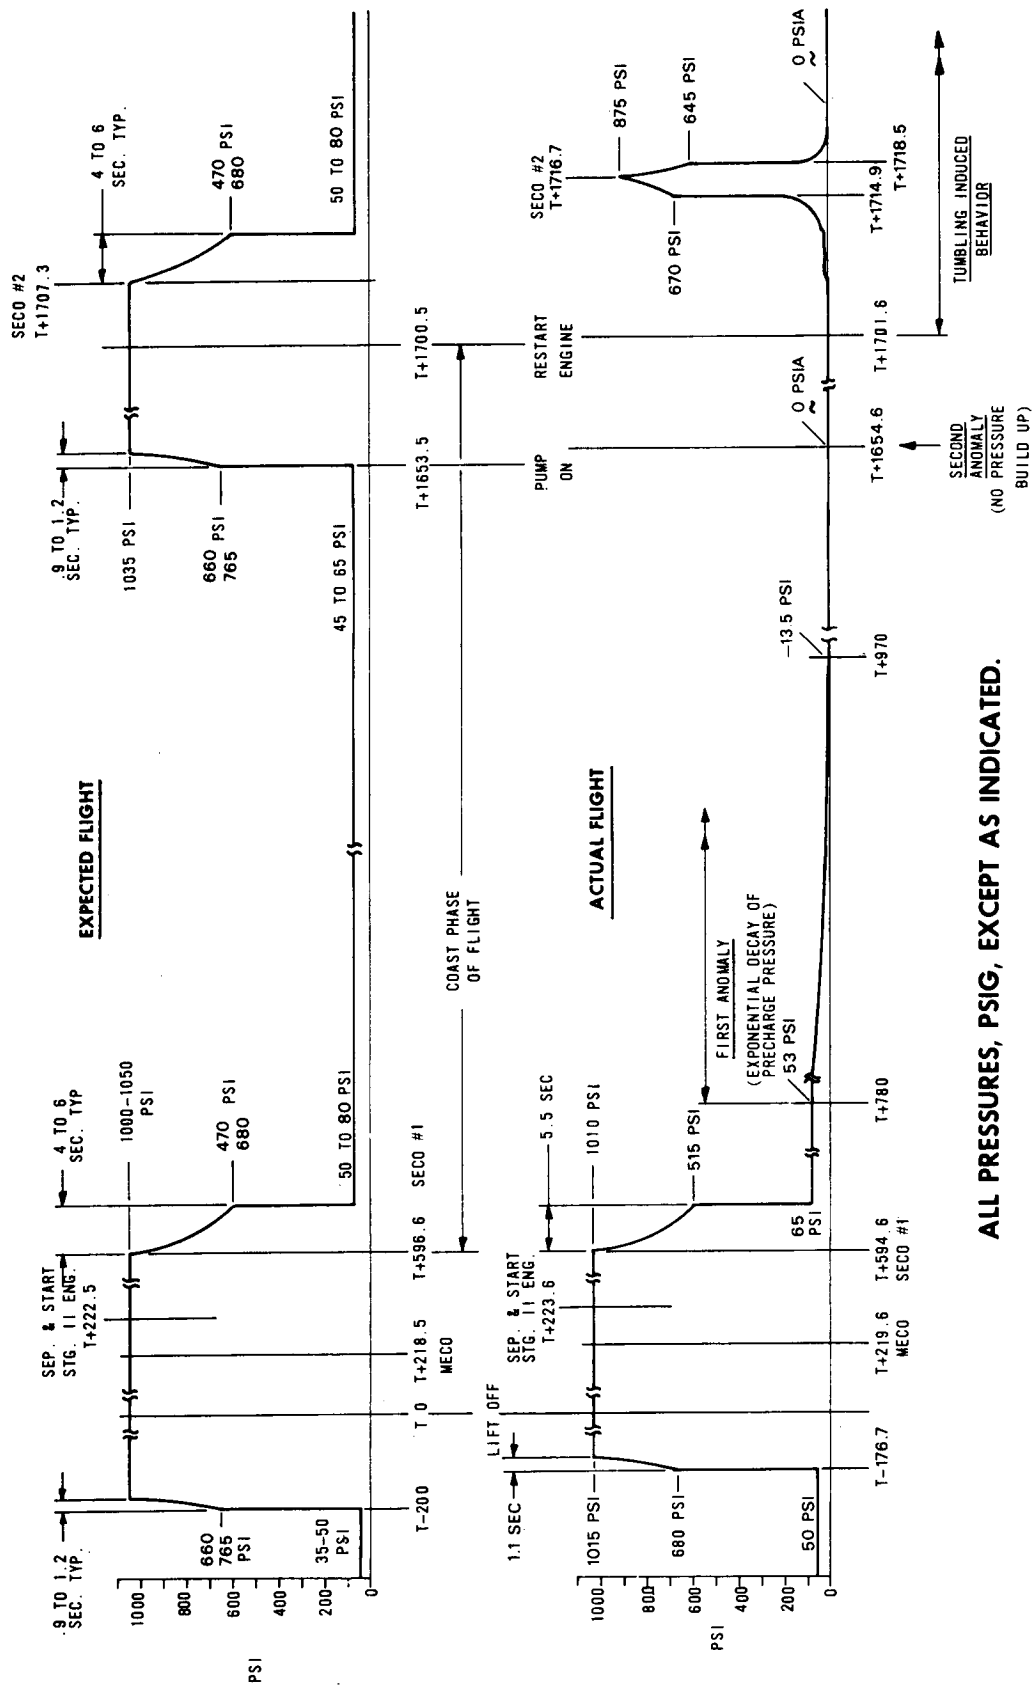 EXPECTED FLIGHT
PSI
1000
800
600
400
200
0
.9 TO 1.2
SEC. TYP.
660
765
PSI
35-50
PSI
T-200
T 0
LIFT OFF
T+218.5
MECO
SEP. & START
STG. II ENG.
T+222.5
T+596.6
SECO #1
4 TO 6
SEC. TYP
1000-1050
PSI
470 PSI
680
50 TO 80 PSI
COAST PHASE
OF FLIGHT
45 TO 65 PSI
.9 TO 1.2
SEC. TYP.
1035 PSI
660 PSI
765
T+1653.5
PUMP
ON
T+1700.5
RESTART
ENGINE
SECO #2
T+1707.3
4 TO 6
SEC. TYP.
470 PSI
680
50 TO 80 PSI
ACTUAL FLIGHT
PSI
1000
800
600
400
200
0
1.1 SEC
1015 PSI
680 PSI
50 PSI
T-176.7
T+219.6
MECO
SEP. & START
STG. II ENG.
T+223.6
T+594.6
SECO #1
5.5 SEC
1010 PSI
515 PSI
65
PSI
FIRST ANOMALY
(EXPONENTIAL DECAY OF
PRECHARGE PRESSURE)
53 PSI
T+780
-13.5 PSI
T+970
~ 0 PSIA
T+1654.6
SECOND
ANOMALY
(NO PRESSURE
BUILD UP)
T+1701.6
670 PSI
SECO #2
T+1716.7
875 PSI
645 PSI
T+1714.9
T+1718.5
~ 0 PSIA
TUMBLING INDUCED
BEHAVIOR
ALL PRESSURES, PSIG, EXCEPT AS INDICATED.